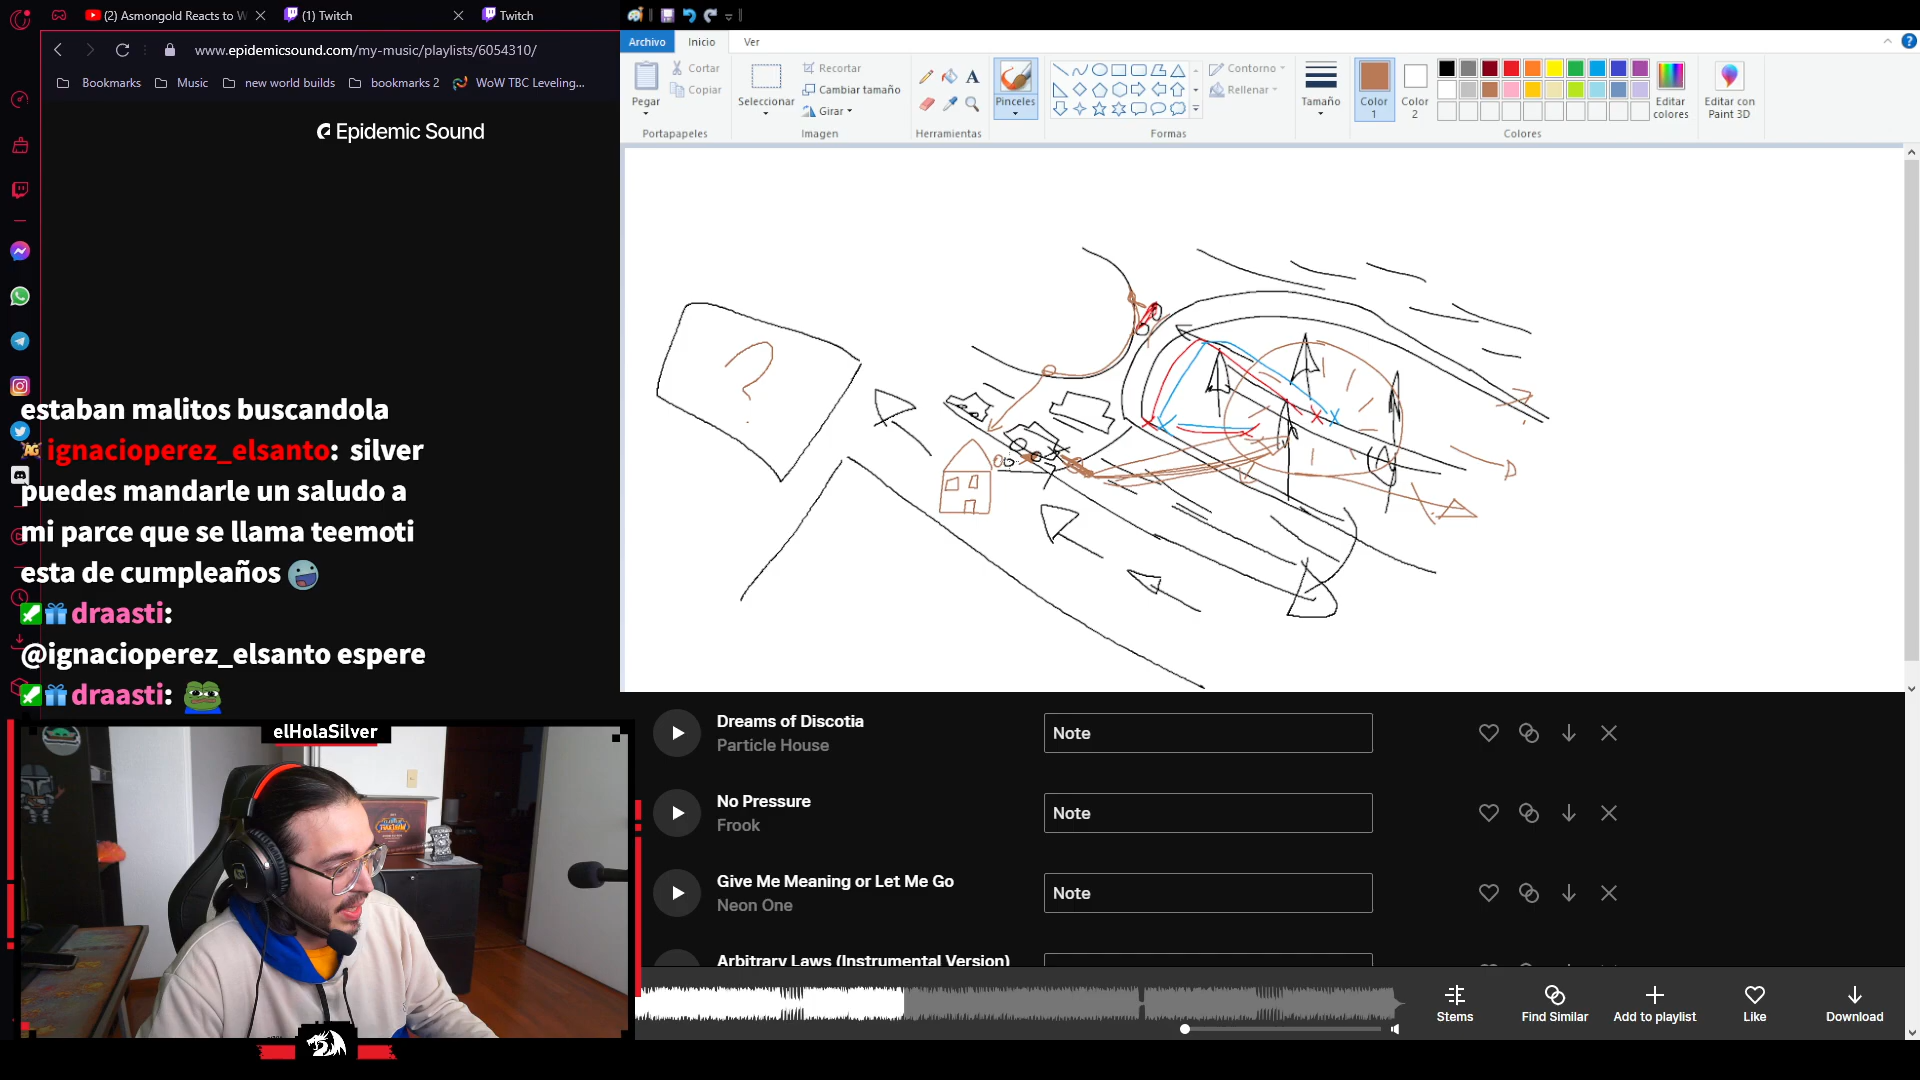 (2) Asmongold Reacts to W
(1) Twitch
Twitch
www.epidemicsound.com/my-music/playlists/6054310/
Bookmarks
Music
new world builds
bookmarks 2
WoW TBC Leveling...
Epidemic Sound
Archivo
Inicio
Ver
Pegar
Cortar
Copiar
Portapapeles
Seleccionar
Recortar
Cambiar tamaño
Girar
Imagen
A
Herramientas
Pinceles
Formas
Contorno
Rellenar
Tamaño
Color
1
Color
2
Editar
colores
Colores
Editar con
Paint 3D
?
estaban malitos buscandola
ignacioperez_elsanto: silver
puedes mandarle un saludo a
mi parce que se llama teemoti
esta de cumpleaños
draasti:
@ignacioperez_elsanto espere
draasti:
elHolaSilver
Dreams of Discotia
Particle House
Note
No Pressure
Frook
Note
Give Me Meaning or Let Me Go
Neon One
Note
Arbitrary Laws (Instrumental Version)
Stems
Find Similar
Add to playlist
Like
Download